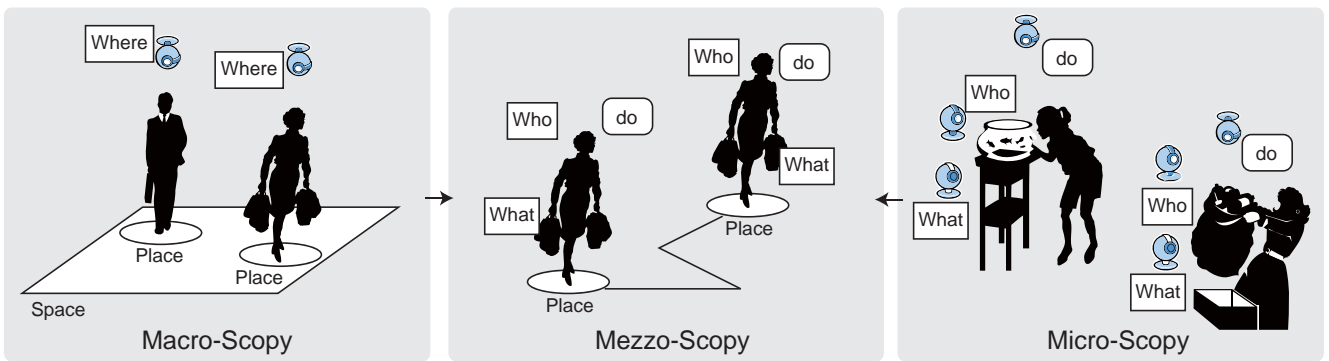 Where
Where
Place
Place
Space
Macro-Scopy
Who
do
Who
do
What
What
Place
Place
Mezzo-Scopy
do
Who
What
do
Who
What
Micro-Scopy